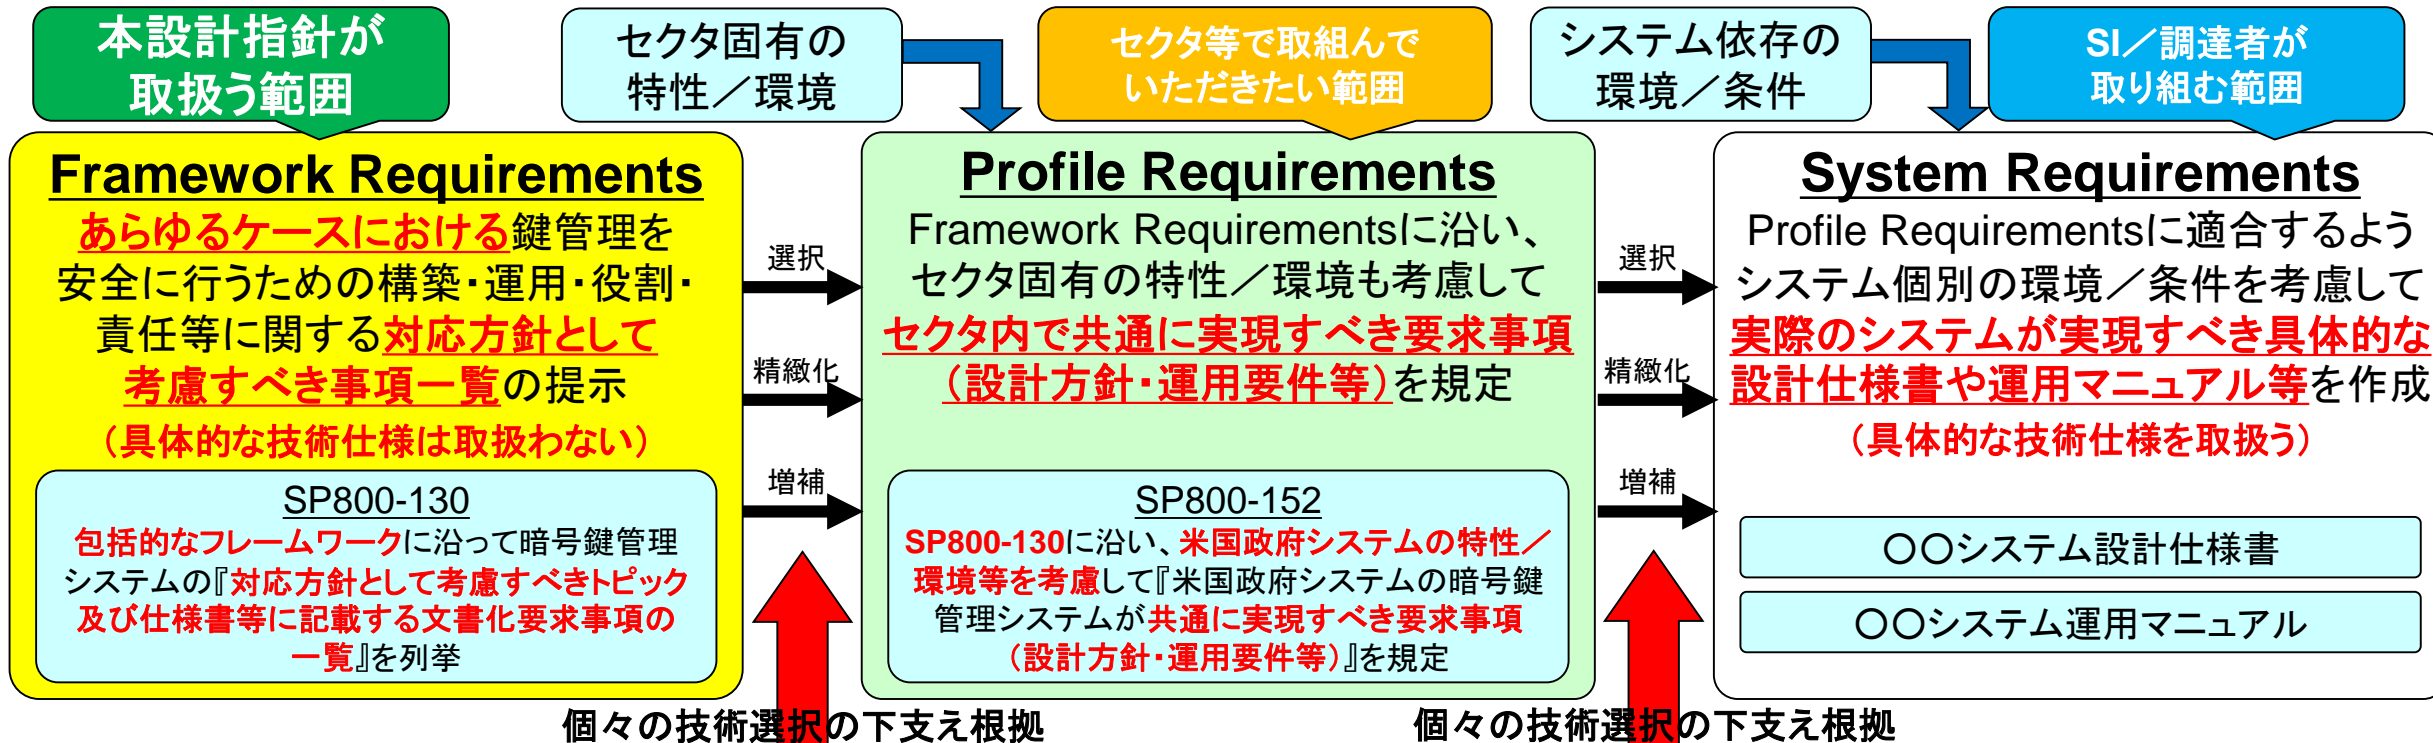 本設計指針が
取扱う範囲
セクタ固有の
特性／環境
セクタ等で取組んで
いただきたい範囲
システム依存の
環境／条件
SI／調達者が
取り組む範囲
Framework Requirements
あらゆるケースにおける鍵管理を
安全に行うための構築・運用・役割・
責任等に関する対応方針として
考慮すべき事項一覧の提示
（具体的な技術仕様は取扱わない）
SP800-130
包括的なフレームワークに沿って暗号鍵管理
システムの『対応方針として考慮すべきトピック
及び仕様書等に記載する文書化要求事項の
一覧』を列挙
選択
精緻化
増補
Profile Requirements
Framework Requirementsに沿い、
セクタ固有の特性／環境も考慮して
セクタ内で共通に実現すべき要求事項
（設計方針・運用要件等）を規定
SP800-152
SP800-130に沿い、米国政府システムの特性／
環境等を考慮して『米国政府システムの暗号鍵
管理システムが共通に実現すべき要求事項
（設計方針・運用要件等）』を規定
選択
精緻化
増補
System Requirements
Profile Requirementsに適合するよう
システム個別の環境／条件を考慮して
実際のシステムが実現すべき具体的な
設計仕様書や運用マニュアル等を作成
（具体的な技術仕様を取扱う）
〇〇システム設計仕様書
〇〇システム運用マニュアル
個々の技術選択の下支え根拠
個々の技術選択の下支え根拠